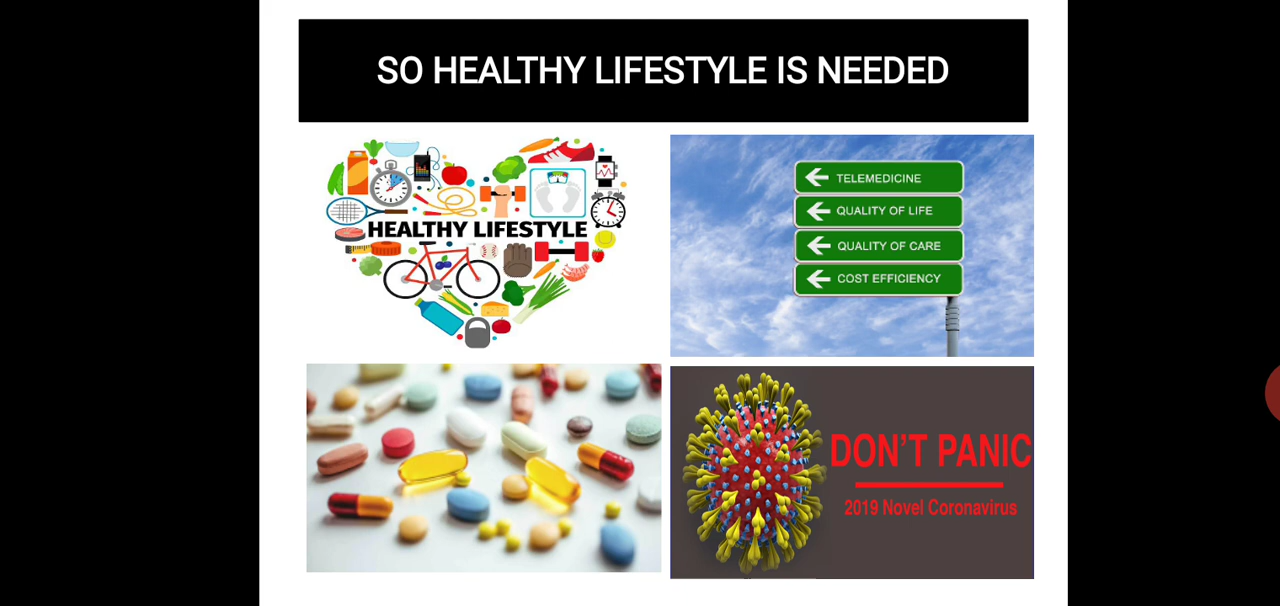 SO HEALTHY LIFESTYLE IS NEEDED
HEALTHY LIFESTYLE
TELEMEDICINE
QUALITY OF LIFE
QUALITY OF CARE
COST EFFICIENCY
DON'T PANIC
2019 Novel Coronavirus